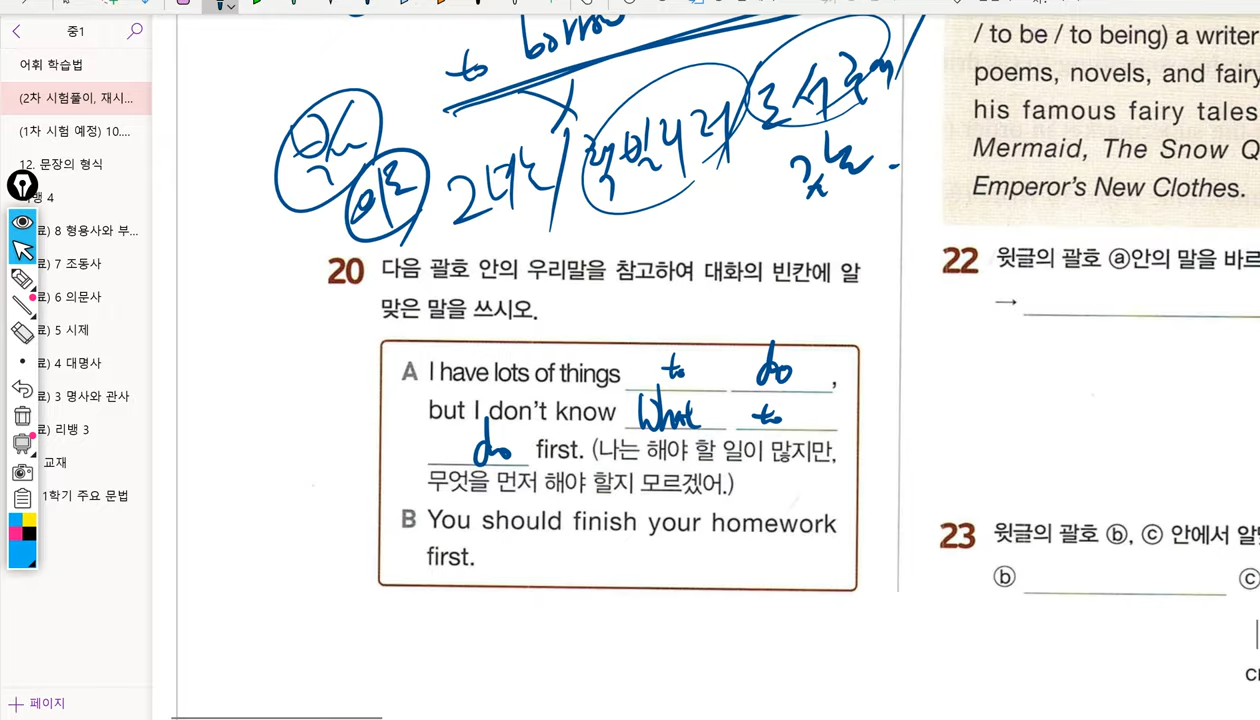 중1
어휘 학습법
(2차 시험풀이, 재시...
(1차 시험 예정) 10....
12. 문장의 형식
뱅 4
료) 8 형용사와 부...
료) 7 조동사
료) 6 의문사
료) 5 시제
료) 4 대명사
료) 3 명사와 관사
료) 리뱅 3
교재
1학기 주요 문법
페이지
to
그녀는 책 빌리러 도서관에
갔는
20 다음 괄호 안의 우리말을 참고하여 대화의 빈칸에 알
맞은 말을 쓰시오.
A I have lots of things to do,
but I don't know what to
do first. (나는 해야 할 일이 많지만,
무엇을 먼저 해야 할지 모르겠어.)
B You should finish your homework
first.
/ to be / to being) a writer
poems, novels, and fairy
his famous fairy tales
Mermaid, The Snow Q
Emperor's New Clothes.
22 윗글의 괄호 ⓐ안의 말을 바르
→
23 윗글의 괄호 ⓑ, ⓒ 안에서 알맞
ⓑ ⓒ